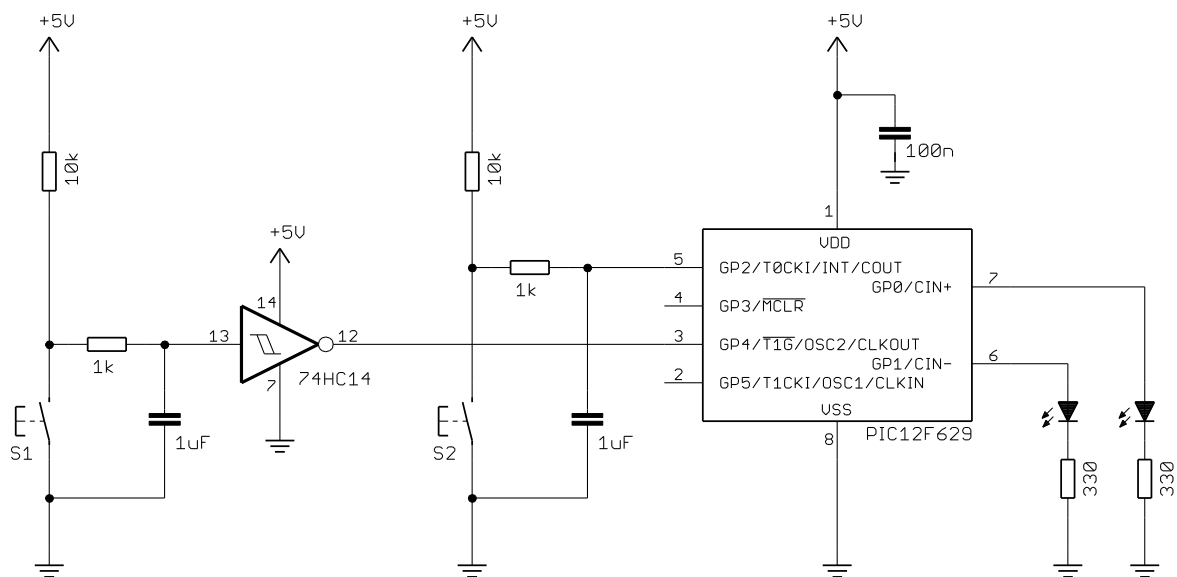 +5V
+5V
+5V
10k
10k
100n
+5V
1
VDD
14
5
GP2/T0CKI/INT/COUT
1k
GP0/CIN+
7
4
GP3/MCLR
13
12
3
GP4/T1G/OSC2/CLKOUT
1k
GP1/CIN-
6
7
74HC14
2
GP5/T1CKI/OSC1/CLKIN
VSS
PIC12F629
8
S1
1uF
S2
1uF
330
330